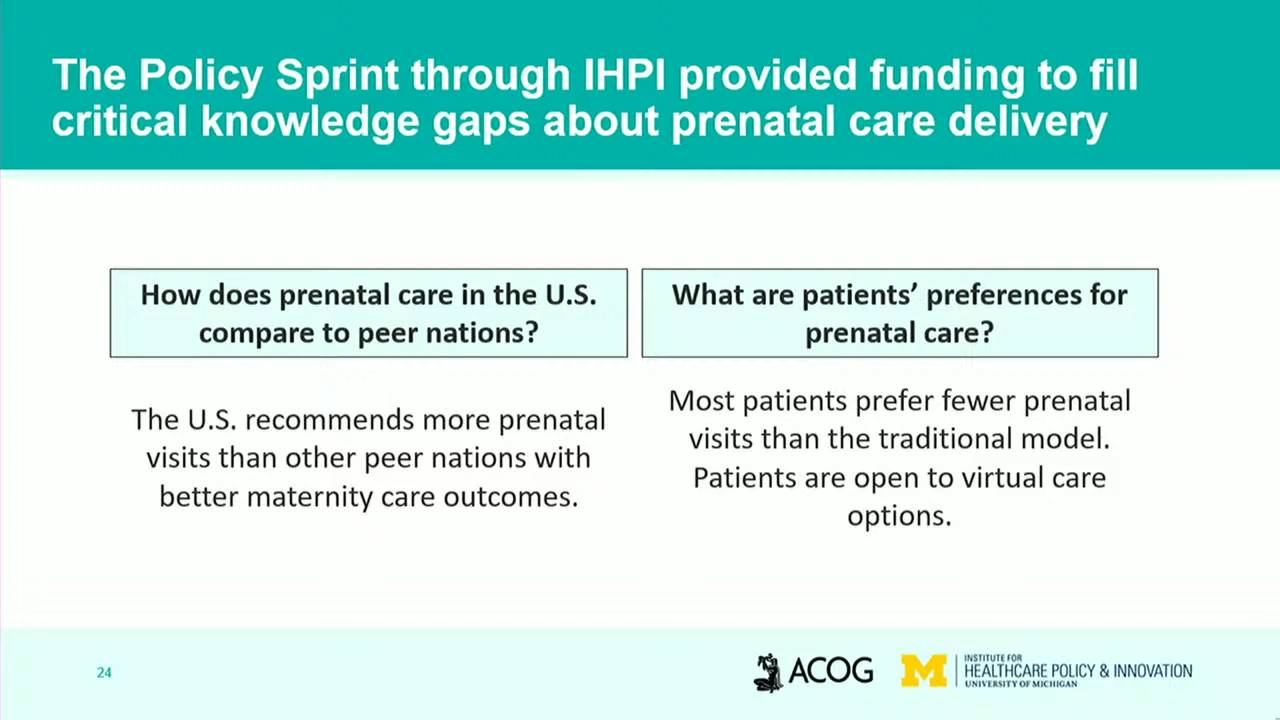 The Policy Sprint through IHPI provided funding to fill
critical knowledge gaps about prenatal care delivery
How does prenatal care in the U.S.
compare to peer nations?
The U.S. recommends more prenatal
visits than other peer nations with
better maternity care outcomes.
What are patients’ preferences for
prenatal care?
Most patients prefer fewer prenatal
visits than the traditional model.
Patients are open to virtual care
options.
24
ACOG
M
INSTITUTE FOR
HEALTHCARE POLICY & INNOVATION
UNIVERSITY OF MICHIGAN